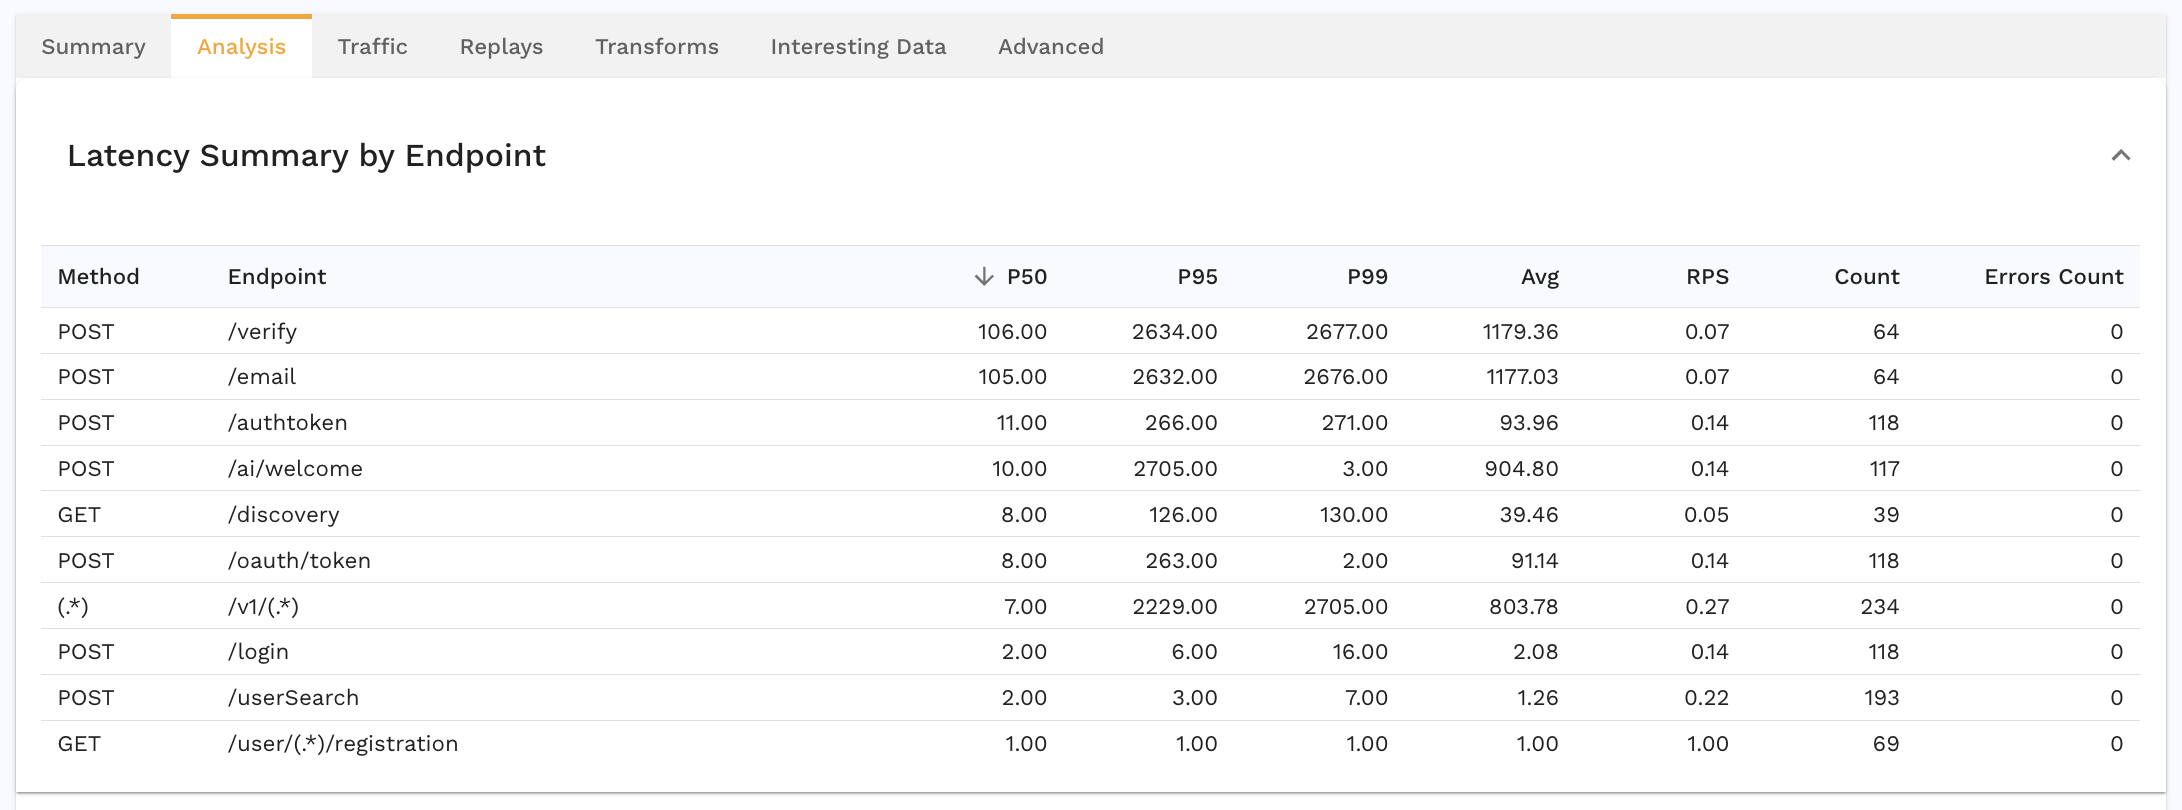 Summary Analysis Traffic Replays Transforms Interesting Data Advanced
Latency Summary by Endpoint
Method Endpoint P50 P95 P99 Avg RPS Count Errors Count
POST /verify 106.00 2634.00 2677.00 1179.36 0.07 64 0
POST /email 105.00 2632.00 2676.00 1177.03 0.07 64 0
POST /authtoken 11.00 266.00 271.00 93.96 0.14 118 0
POST /ai/welcome 10.00 2705.00 3.00 904.80 0.14 117 0
GET /discovery 8.00 126.00 130.00 39.46 0.05 39 0
POST /oauth/token 8.00 263.00 2.00 91.14 0.14 118 0
(.*) /v1/(.*) 7.00 2229.00 2705.00 803.78 0.27 234 0
POST /login 2.00 6.00 16.00 2.08 0.14 118 0
POST /userSearch 2.00 3.00 7.00 1.26 0.22 193 0
GET /user/(.*)/registration 1.00 1.00 1.00 1.00 1.00 69 0